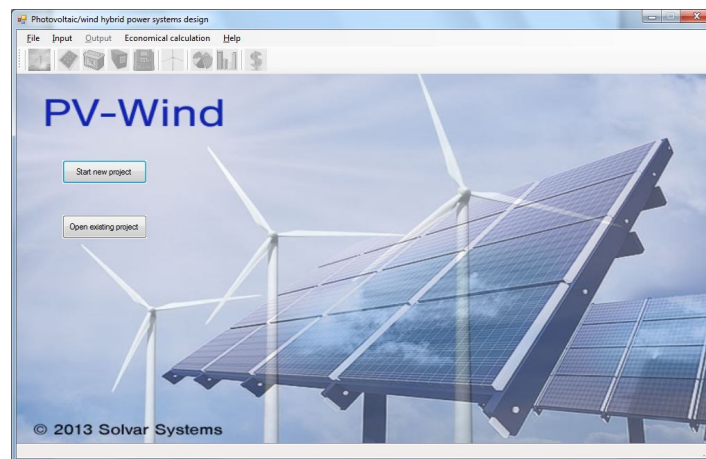 Photovoltaic/wind hybrid power systems design
File Input Output Economical calculation Help
PV-Wind
Start new project
Open existing project
© 2013 Solvar Systems